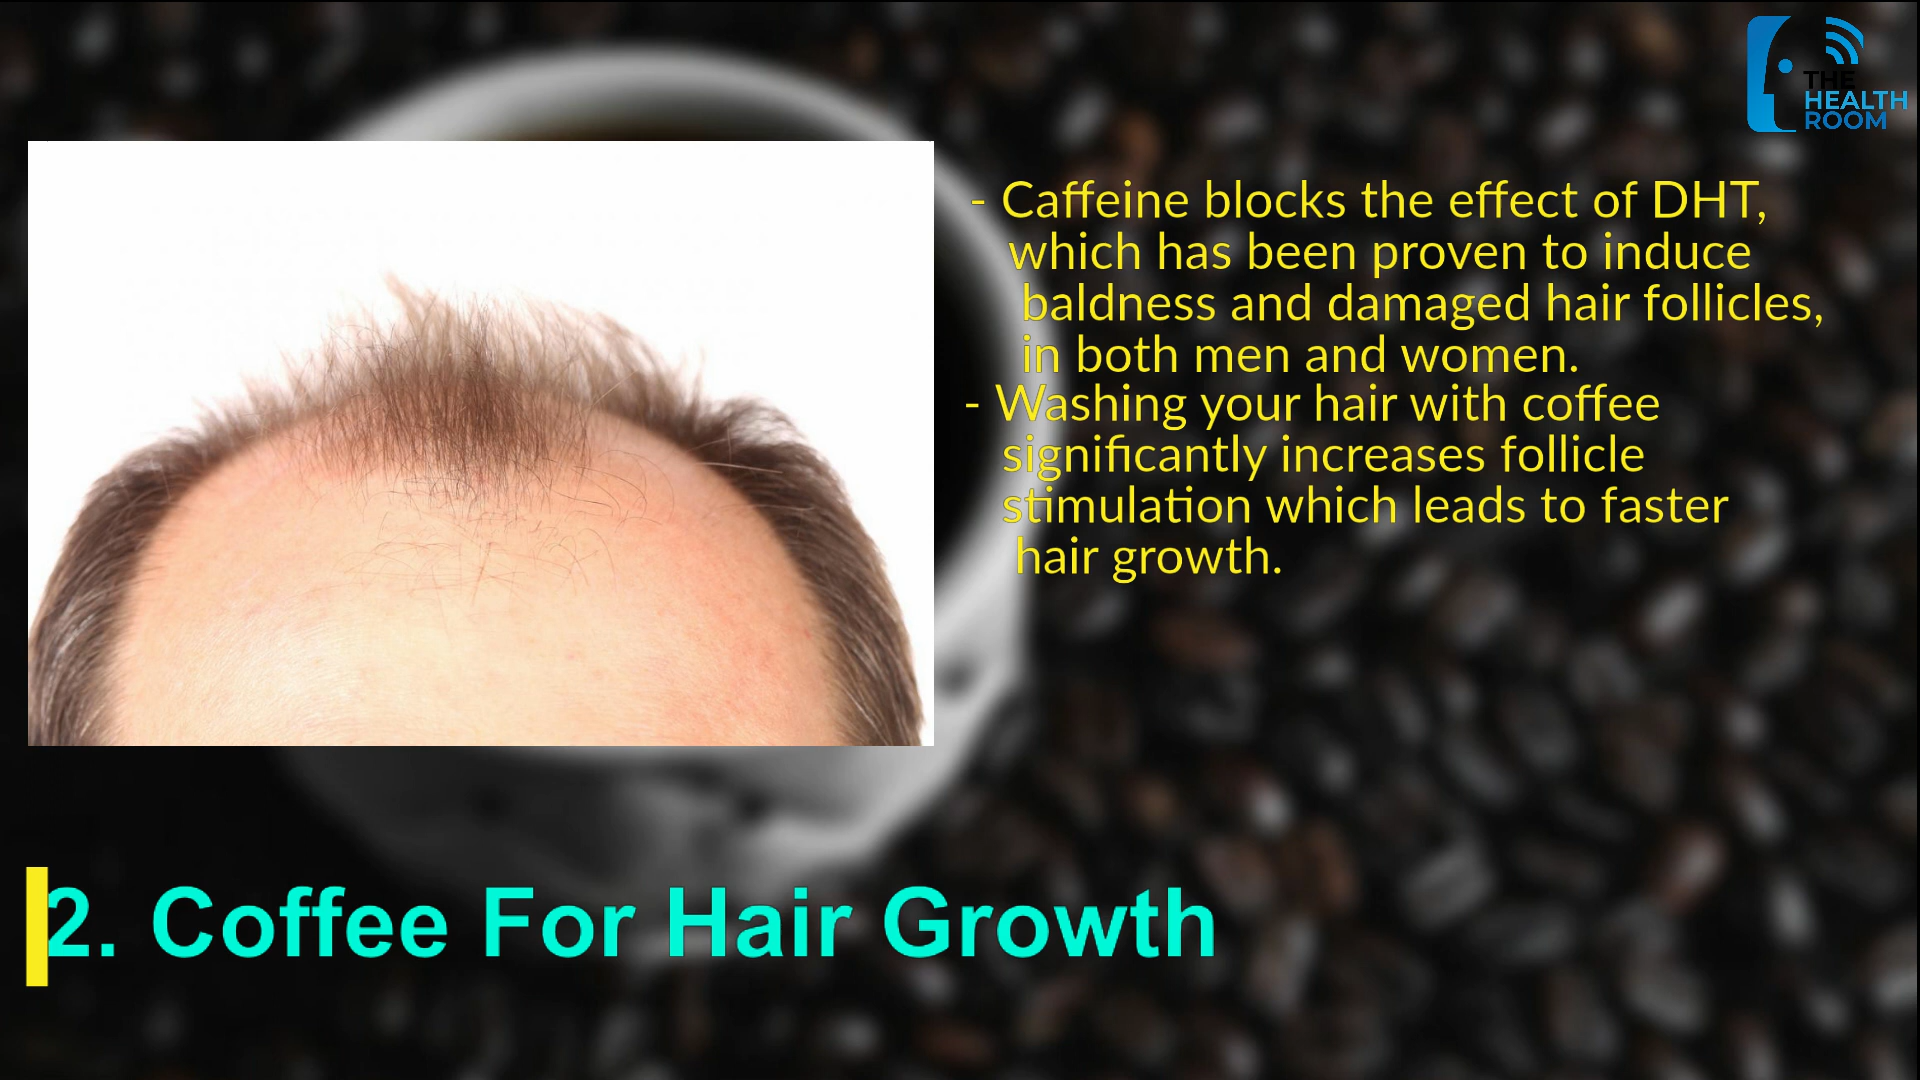 THE
HEALTH
ROOM
- Caffeine blocks the effect of DHT,
which has been proven to induce
baldness and damaged hair follicles,
in both men and women.
- Washing your hair with coffee
significantly increases follicle
stimulation which leads to faster
hair growth.
2. Coffee For Hair Growth